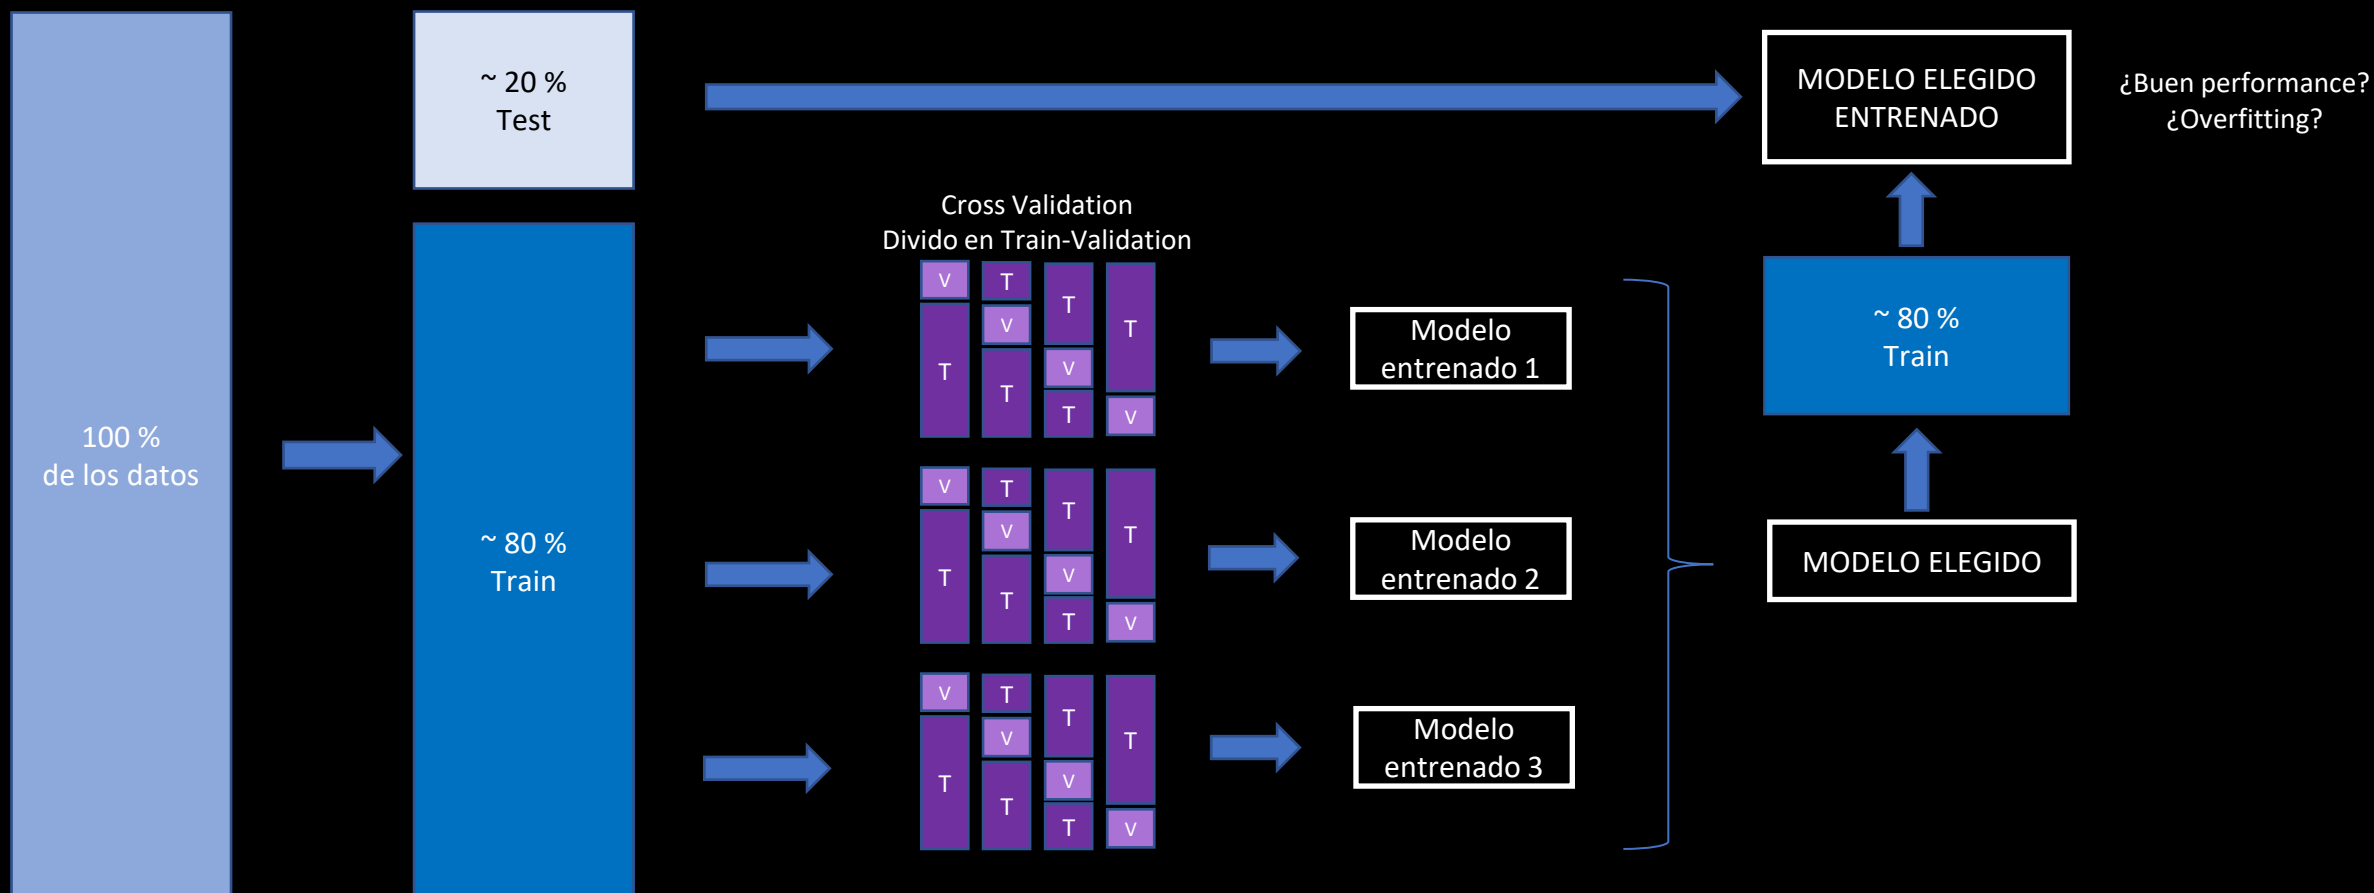 100 %
de los datos
~ 20 %
Test
~ 80 %
Train
Cross Validation
Divido en Train-Validation
V
T
T
V
T
T
V
T
T
V
Modelo
entrenado 1
V
T
T
V
T
T
V
T
T
V
Modelo
entrenado 2
V
T
T
V
T
T
V
T
T
V
Modelo
entrenado 3
MODELO ELEGIDO
ENTRENADO
~ 80 %
Train
MODELO ELEGIDO
¿Buen performance?
¿Overfitting?